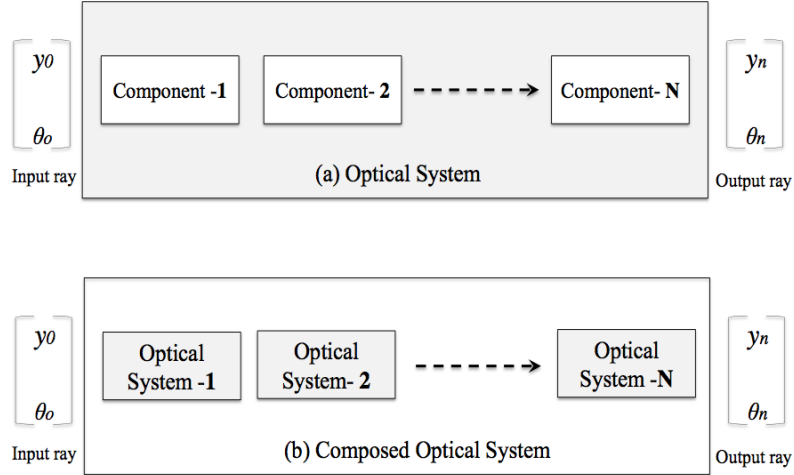 y0
θo
Input ray
Component -1
Component- 2
Component- N
(a) Optical System
yn
θn
Output ray
y0
θo
Input ray
Optical
System -1
Optical
System- 2
Optical
System -N
(b) Composed Optical System
yn
θn
Output ray